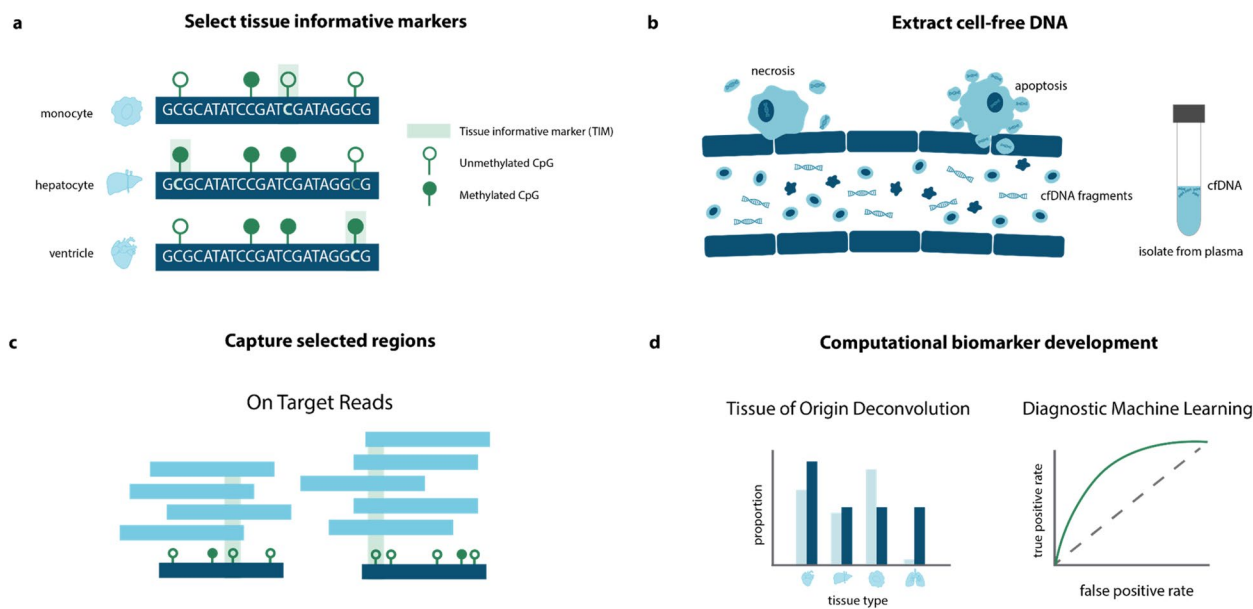 a
Select tissue informative markers
monocyte
GCGCATATCCGATCGATAGGCG
hepatocyte
GCGCATATCCGATCGATAGGCG
ventricle
GCGCATATCCGATCGATAGGCG
Tissue informative marker (TIM)
Unmethylated CpG
Methylated CpG
b
Extract cell-free DNA
necrosis
apoptosis
cfDNA fragments
cfDNA
isolate from plasma
c
Capture selected regions
On Target Reads
d
Computational biomarker development
Tissue of Origin Deconvolution
proportion
tissue type
Diagnostic Machine Learning
true positive rate
false positive rate